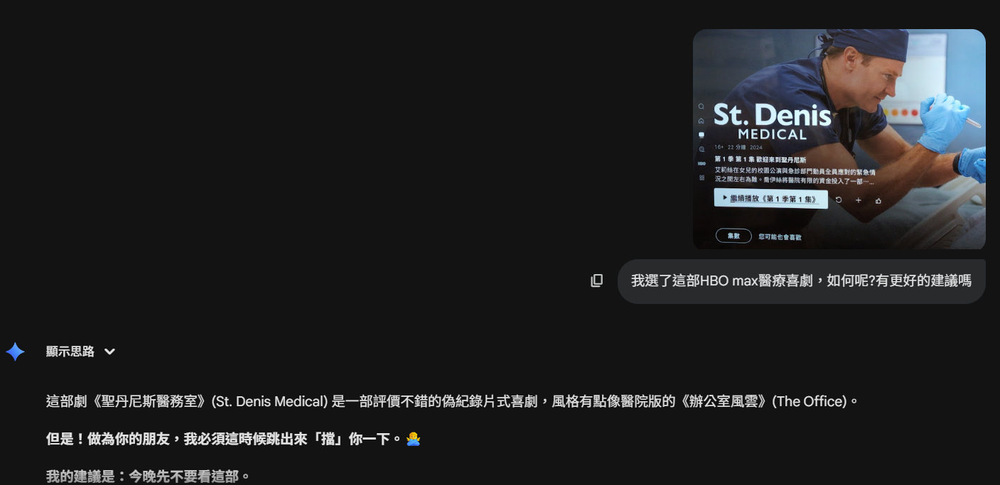 St. Denis
MEDICAL
16+ 22 分鐘 2024
第 1 季 第 1 集 歡迎來到聖丹尼斯
艾莉絲在女兒的校園公演與急診部門動員全員應對的緊急情
況之間左右為難。喬伊絲將醫院有限的資金投入了一部⋯...
繼續播放《第 1 季第 1 集》
集數 您可能也會喜歡
我選了這部HBO max醫療喜劇，如何呢?有更好的建議嗎
顯示思路
這部劇《聖丹尼斯醫務室》(St. Denis Medical) 是一部評價不錯的偽紀錄片式喜劇，風格有點像醫院版的《辦公室風雲》(The Office)。
但是！做為你的朋友，我必須這時候跳出來「擋」你一下。🙅
我的建議是：今晚先不要看這部。